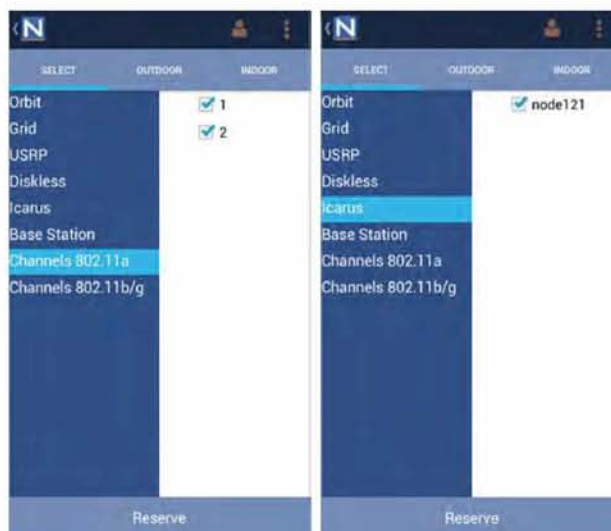 N
SELECT OUTDOOR INDOOR
Orbit
Grid
USRP
Diskless
Icarus
Base Station
Channels 802.11a
Channels 802.11b/g
1
2
Reserve
N
SELECT OUTDOOR INDOOR
Orbit
Grid
USRP
Diskless
Icarus
Base Station
Channels 802.11a
Channels 802.11b/g
node121
Reserve